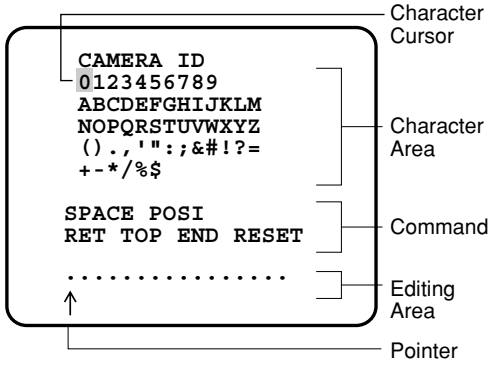 Character
Cursor
CAMERA ID
0123456789
ABCDEFGHIJKLM
NOPQRSTUVWXYZ
().,'":;&#!?=
+-*/%$
Character
Area
SPACE POSI
RET TOP END RESET
Command
................
Editing
Area
Pointer